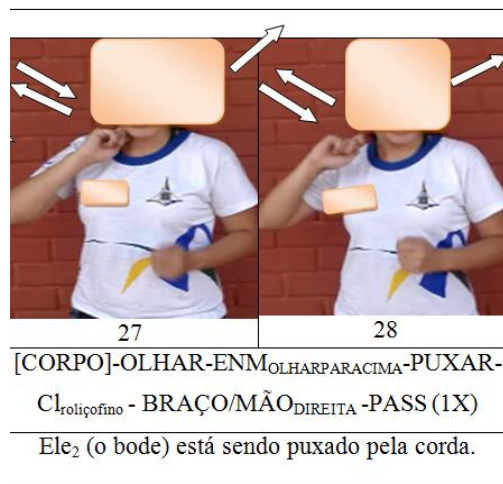 27 28
[CORPO]-OLHAR-ENMOLHARPARACIMA-PUXAR-
Clroliçofino - BRAÇO/MÃODIREITA -PASS (1X)
Ele2 (o bode) está sendo puxado pela corda.